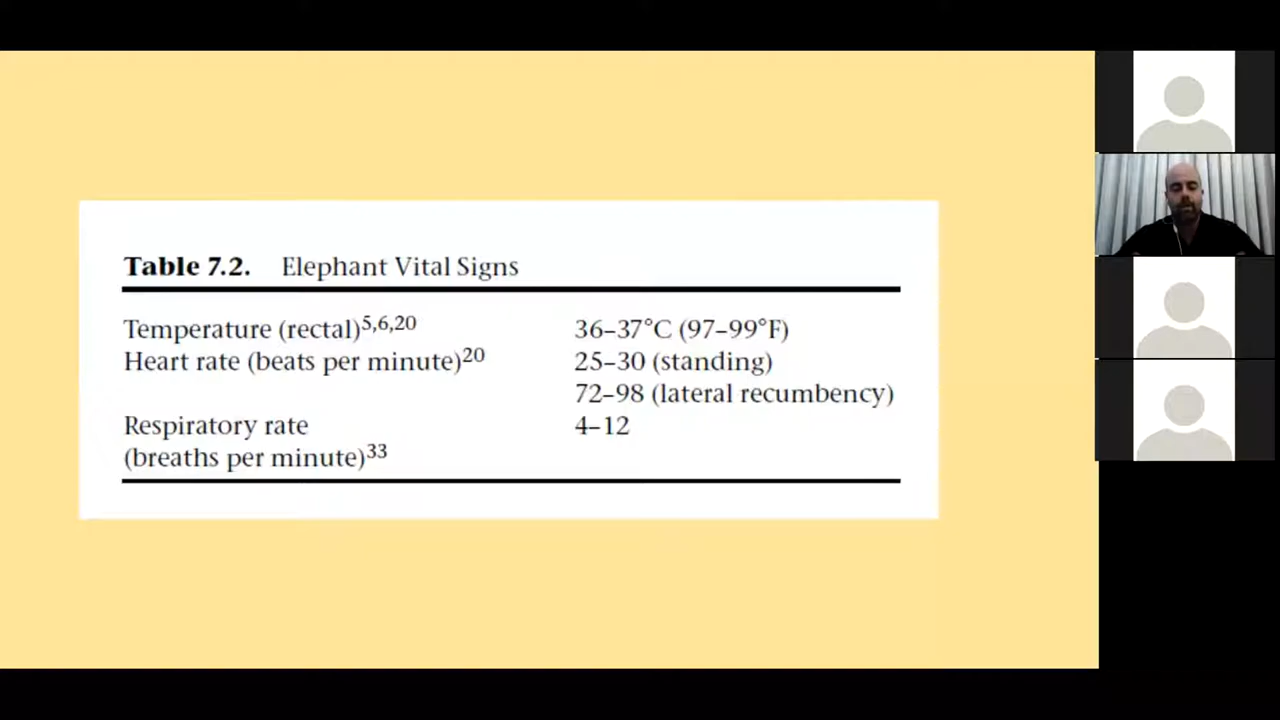 Table 7.2. Elephant Vital Signs
Temperature (rectal)5,6,20 36–37°C (97–99°F)
Heart rate (beats per minute)20 25–30 (standing)
72–98 (lateral recumbency)
Respiratory rate 4–12
(breaths per minute)33